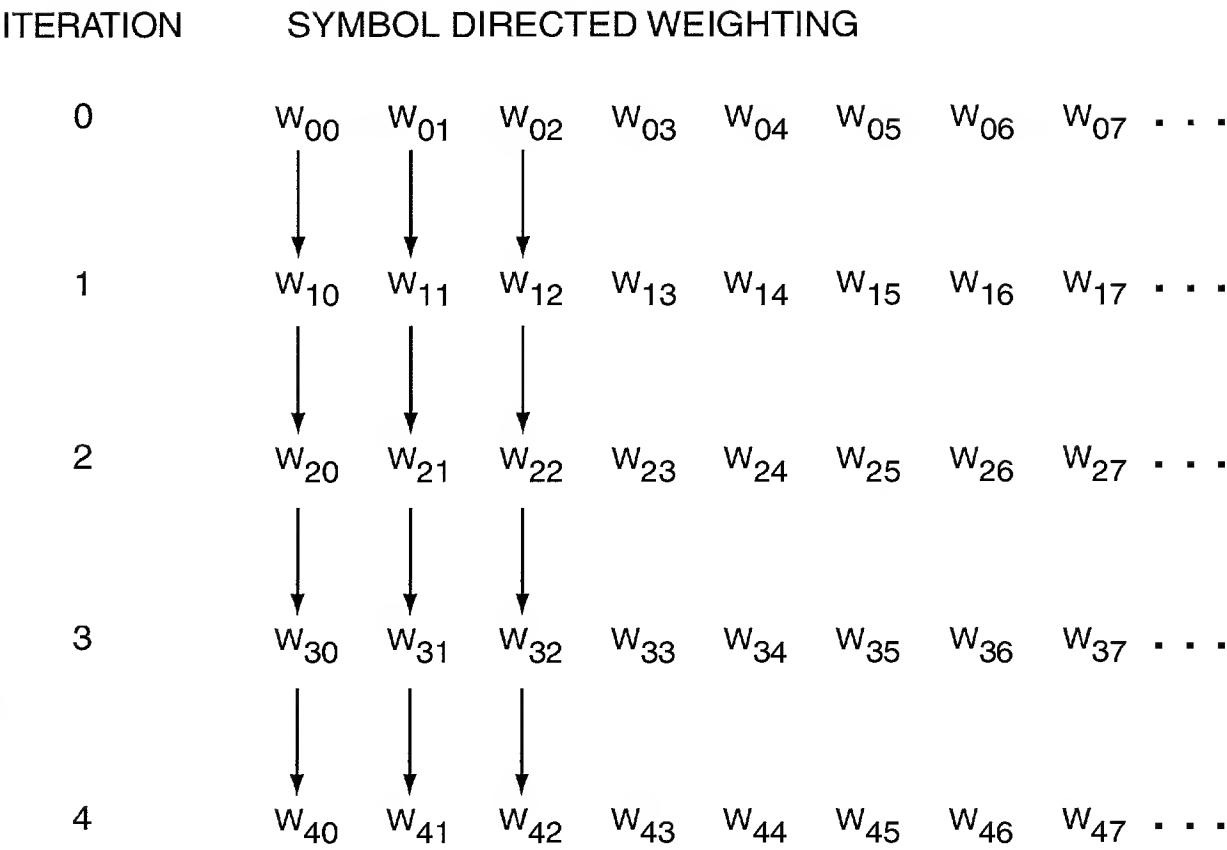 ITERATION SYMBOL DIRECTED WEIGHTING
0 W00 W01 W02 W03 W04 W05 W06 W07 . . .
1 W10 W11 W12 W13 W14 W15 W16 W17 . . .
2 W20 W21 W22 W23 W24 W25 W26 W27 . . .
3 W30 W31 W32 W33 W34 W35 W36 W37 . . .
4 W40 W41 W42 W43 W44 W45 W46 W47 . . .